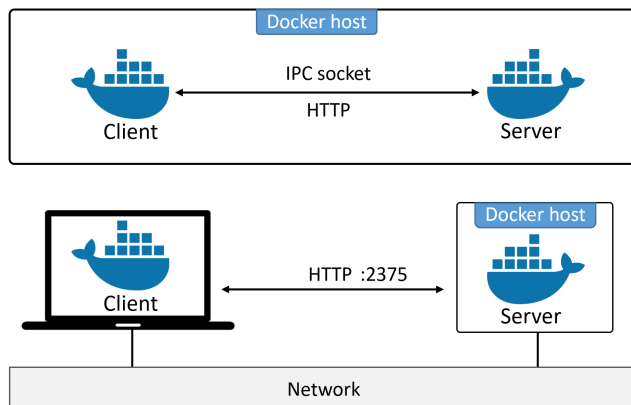 Docker host
IPC socket
HTTP
Client
Server
Docker host
Client
HTTP :2375
Server
Network